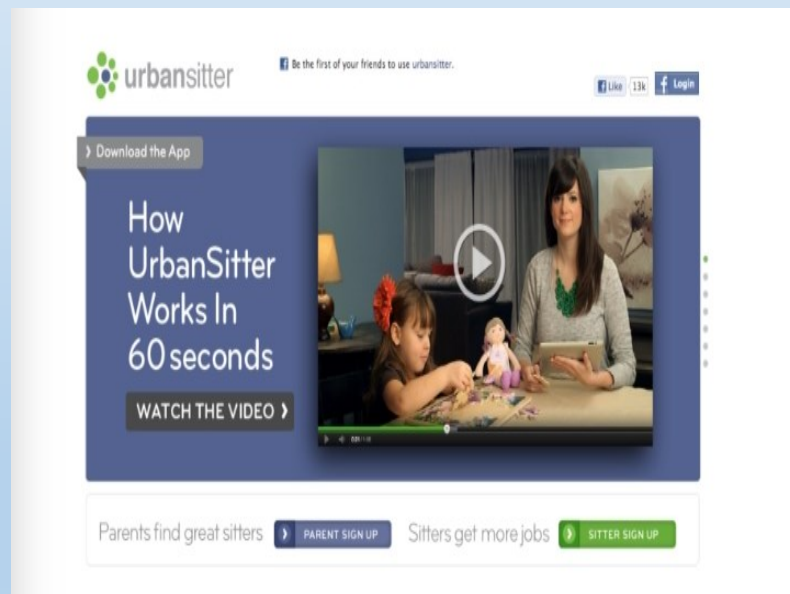 urbansitter
Be the first of your friends to use urbansitter.
Like 13k Login
Download the App
How
UrbanSitter
Works In
60 seconds
WATCH THE VIDEO
Parents find great sitters PARENT SIGN UP Sitters get more jobs SITTER SIGN UP